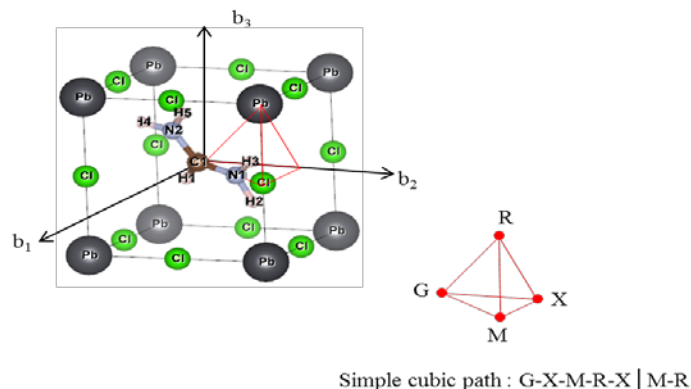 b3
Pb Cl Pb
Pb Cl Cl Pb Cl
H5
H4 N2
Cl Cl
C1 H3
Cl H1 N1 Cl b2
H2
b1
Pb Cl Pb
Cl Cl
Pb Cl Pb
R
G X
M
Simple cubic path : G-X-M-R-X | M-R